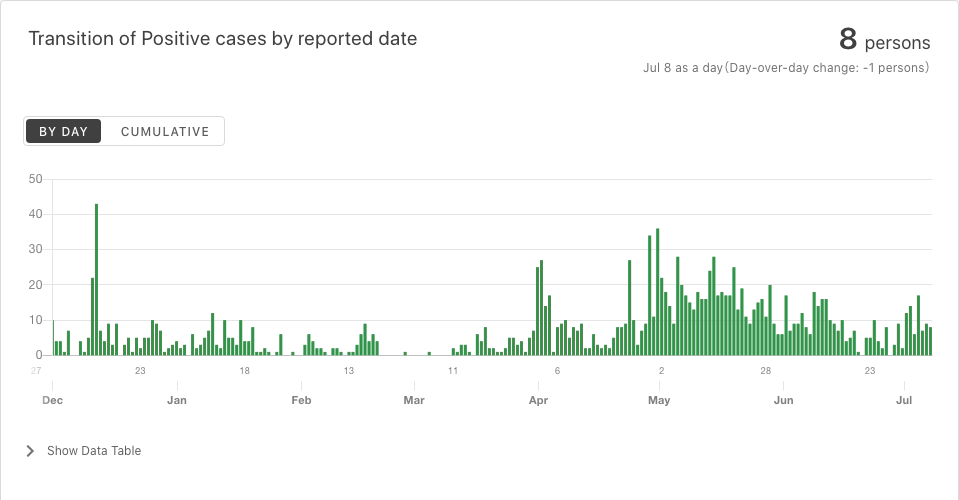 Transition of Positive cases by reported date
8 persons
Jul 8 as a day(Day-over-day change: -1 persons)
BY DAY CUMULATIVE
50
40
30
20
10
0
27 23 18 13 11 6 2 28 23
Dec Jan Feb Mar Apr May Jun Jul
Show Data Table